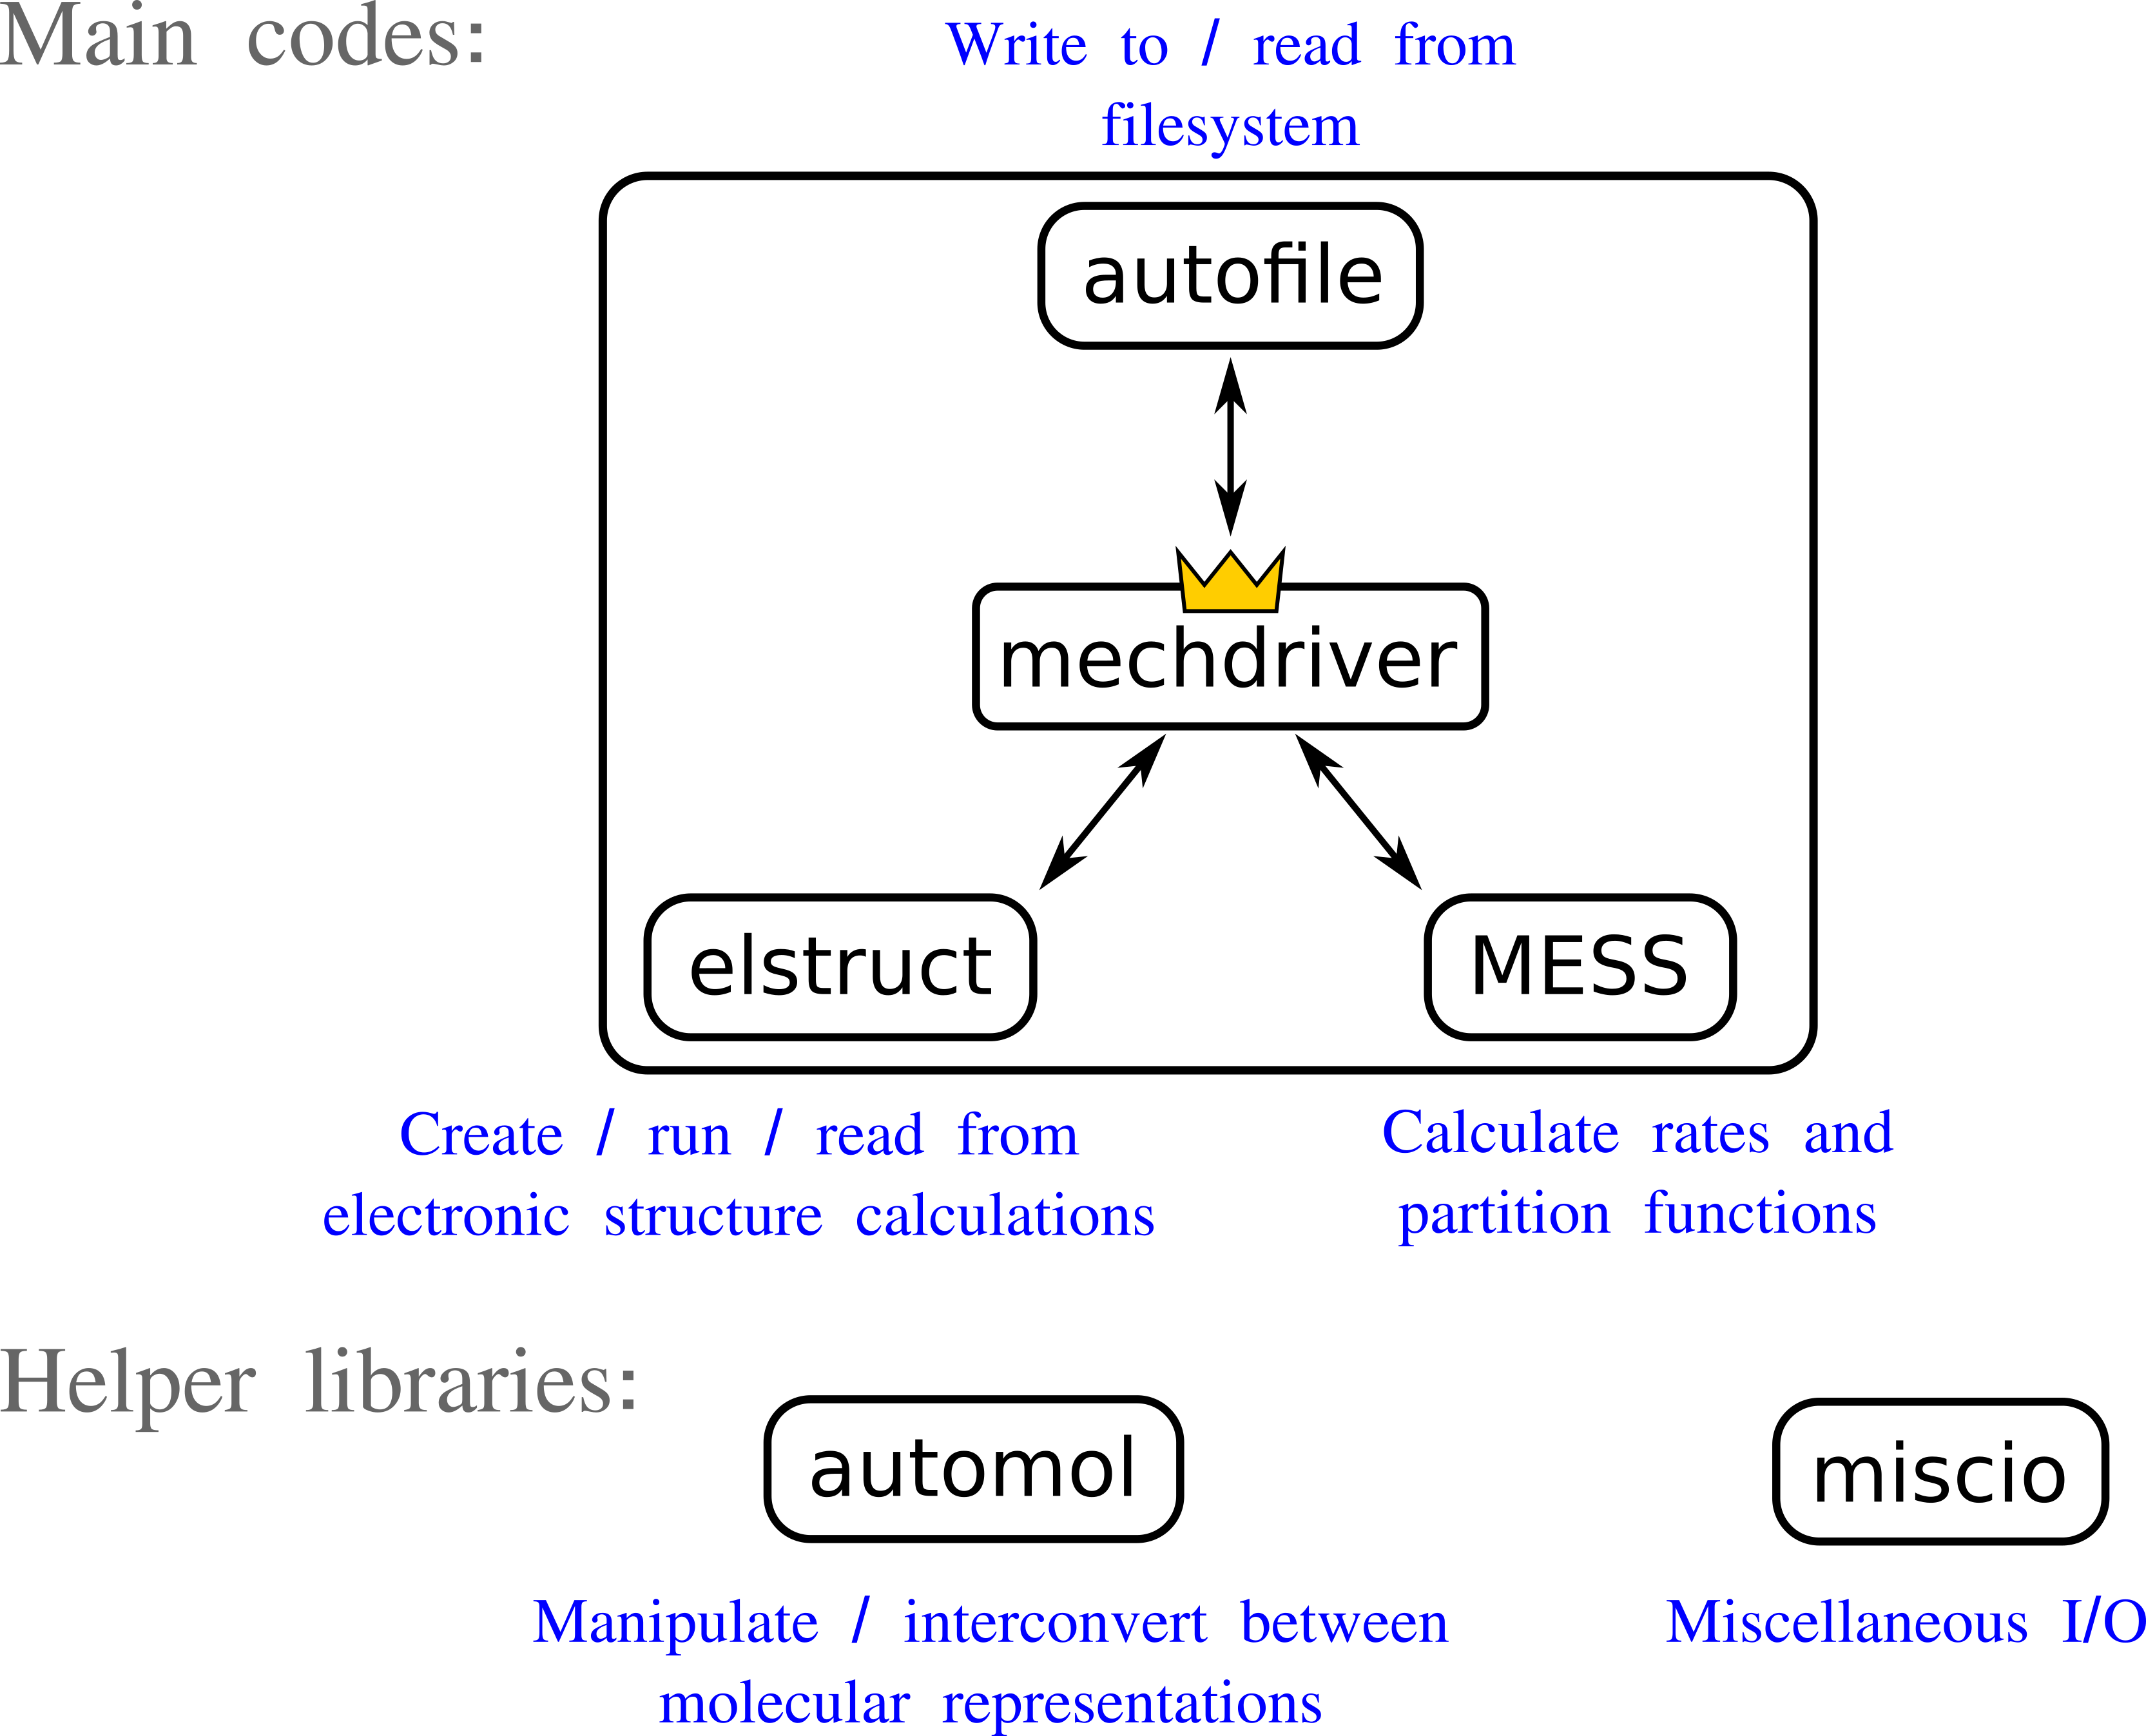 Main codes:
Write to / read from
filesystem
autofile
mechdriver
elstruct
MESS
Create / run / read from
electronic structure calculations
Calculate rates and
partition functions
Helper libraries:
automol
miscio
Manipulate / interconvert between
molecular representations
Miscellaneous I/O